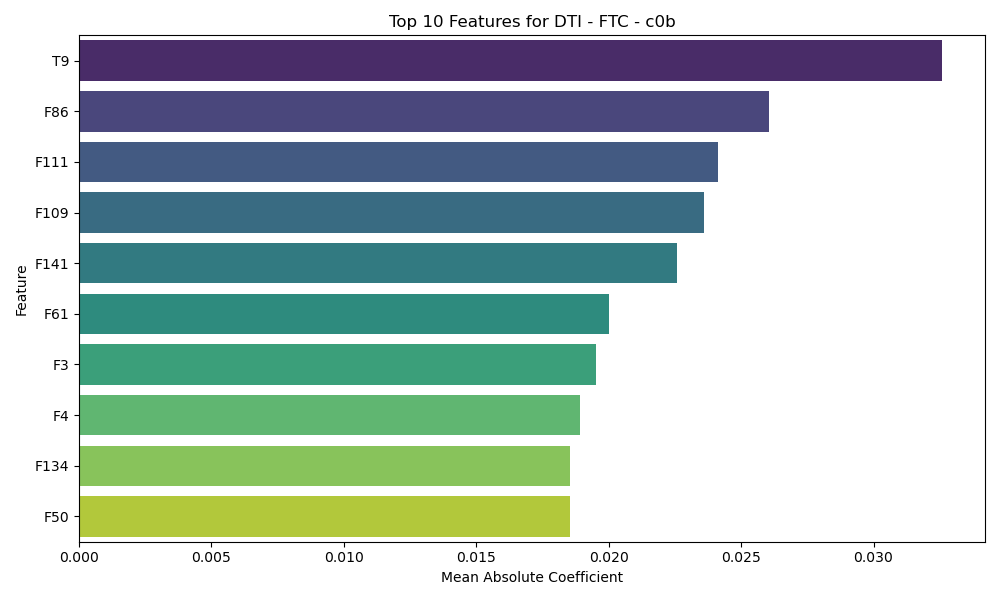 Top 10 Features for DTI - FTC - c0b
Feature
T9
F86
F111
F109
F141
F61
F3
F4
F134
F50
0.000 0.005 0.010 0.015 0.020 0.025 0.030
Mean Absolute Coefficient